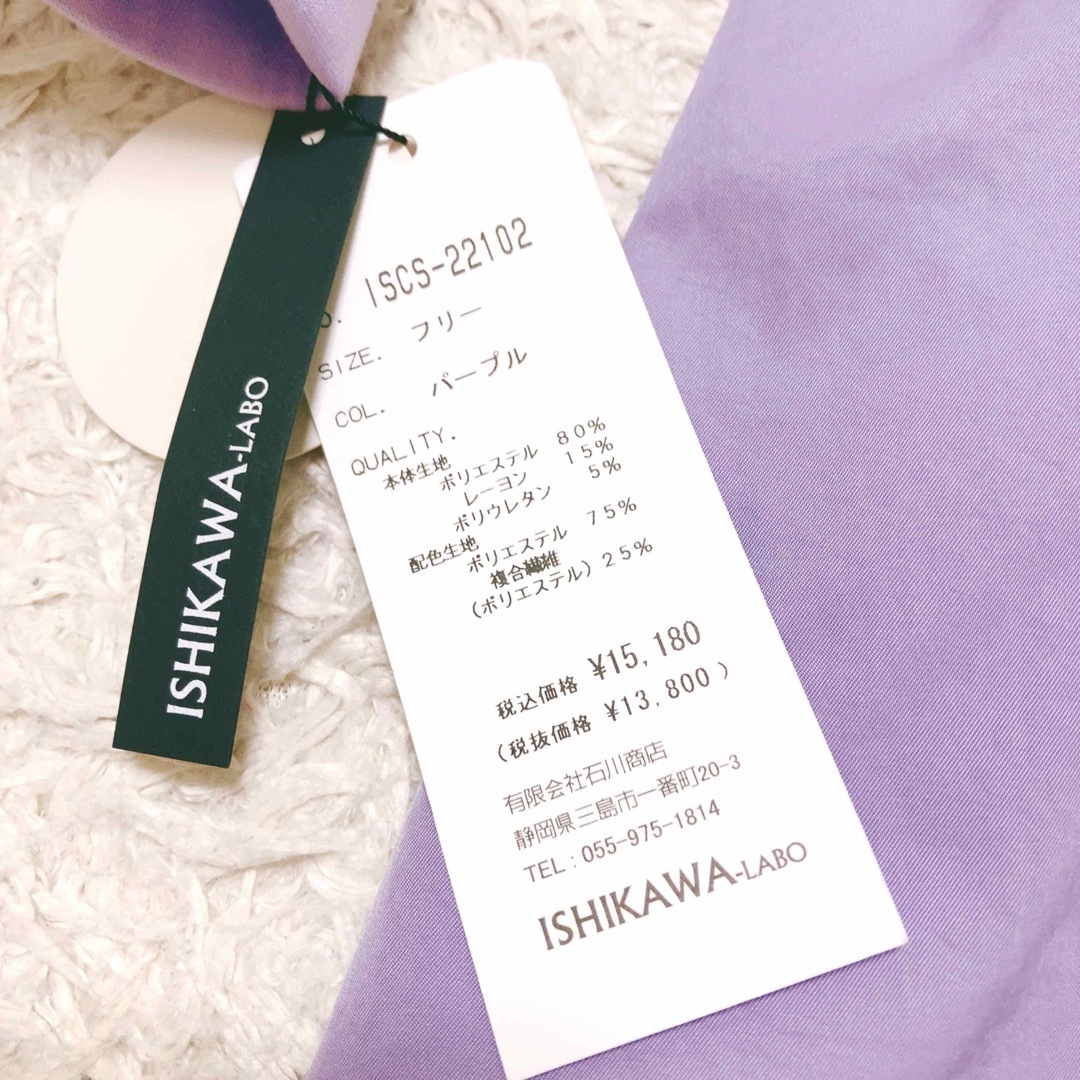 ISHIKAWA-LABO
O. ISCS-22102
SIZE. フリー
COL. パープル
QUALITY.
本体生地
ポリエステル 80%
レーヨン 15%
ポリウレタン 5%
配色生地
ポリエステル 75%
複合繊維
(ポリエステル) 25%
税込価格 ¥15,180
(税抜価格 ¥13,800)
有限会社石川商店
静岡県三島市一番町20-3
TEL : 055-975-1814
ISHIKAWA-LABO